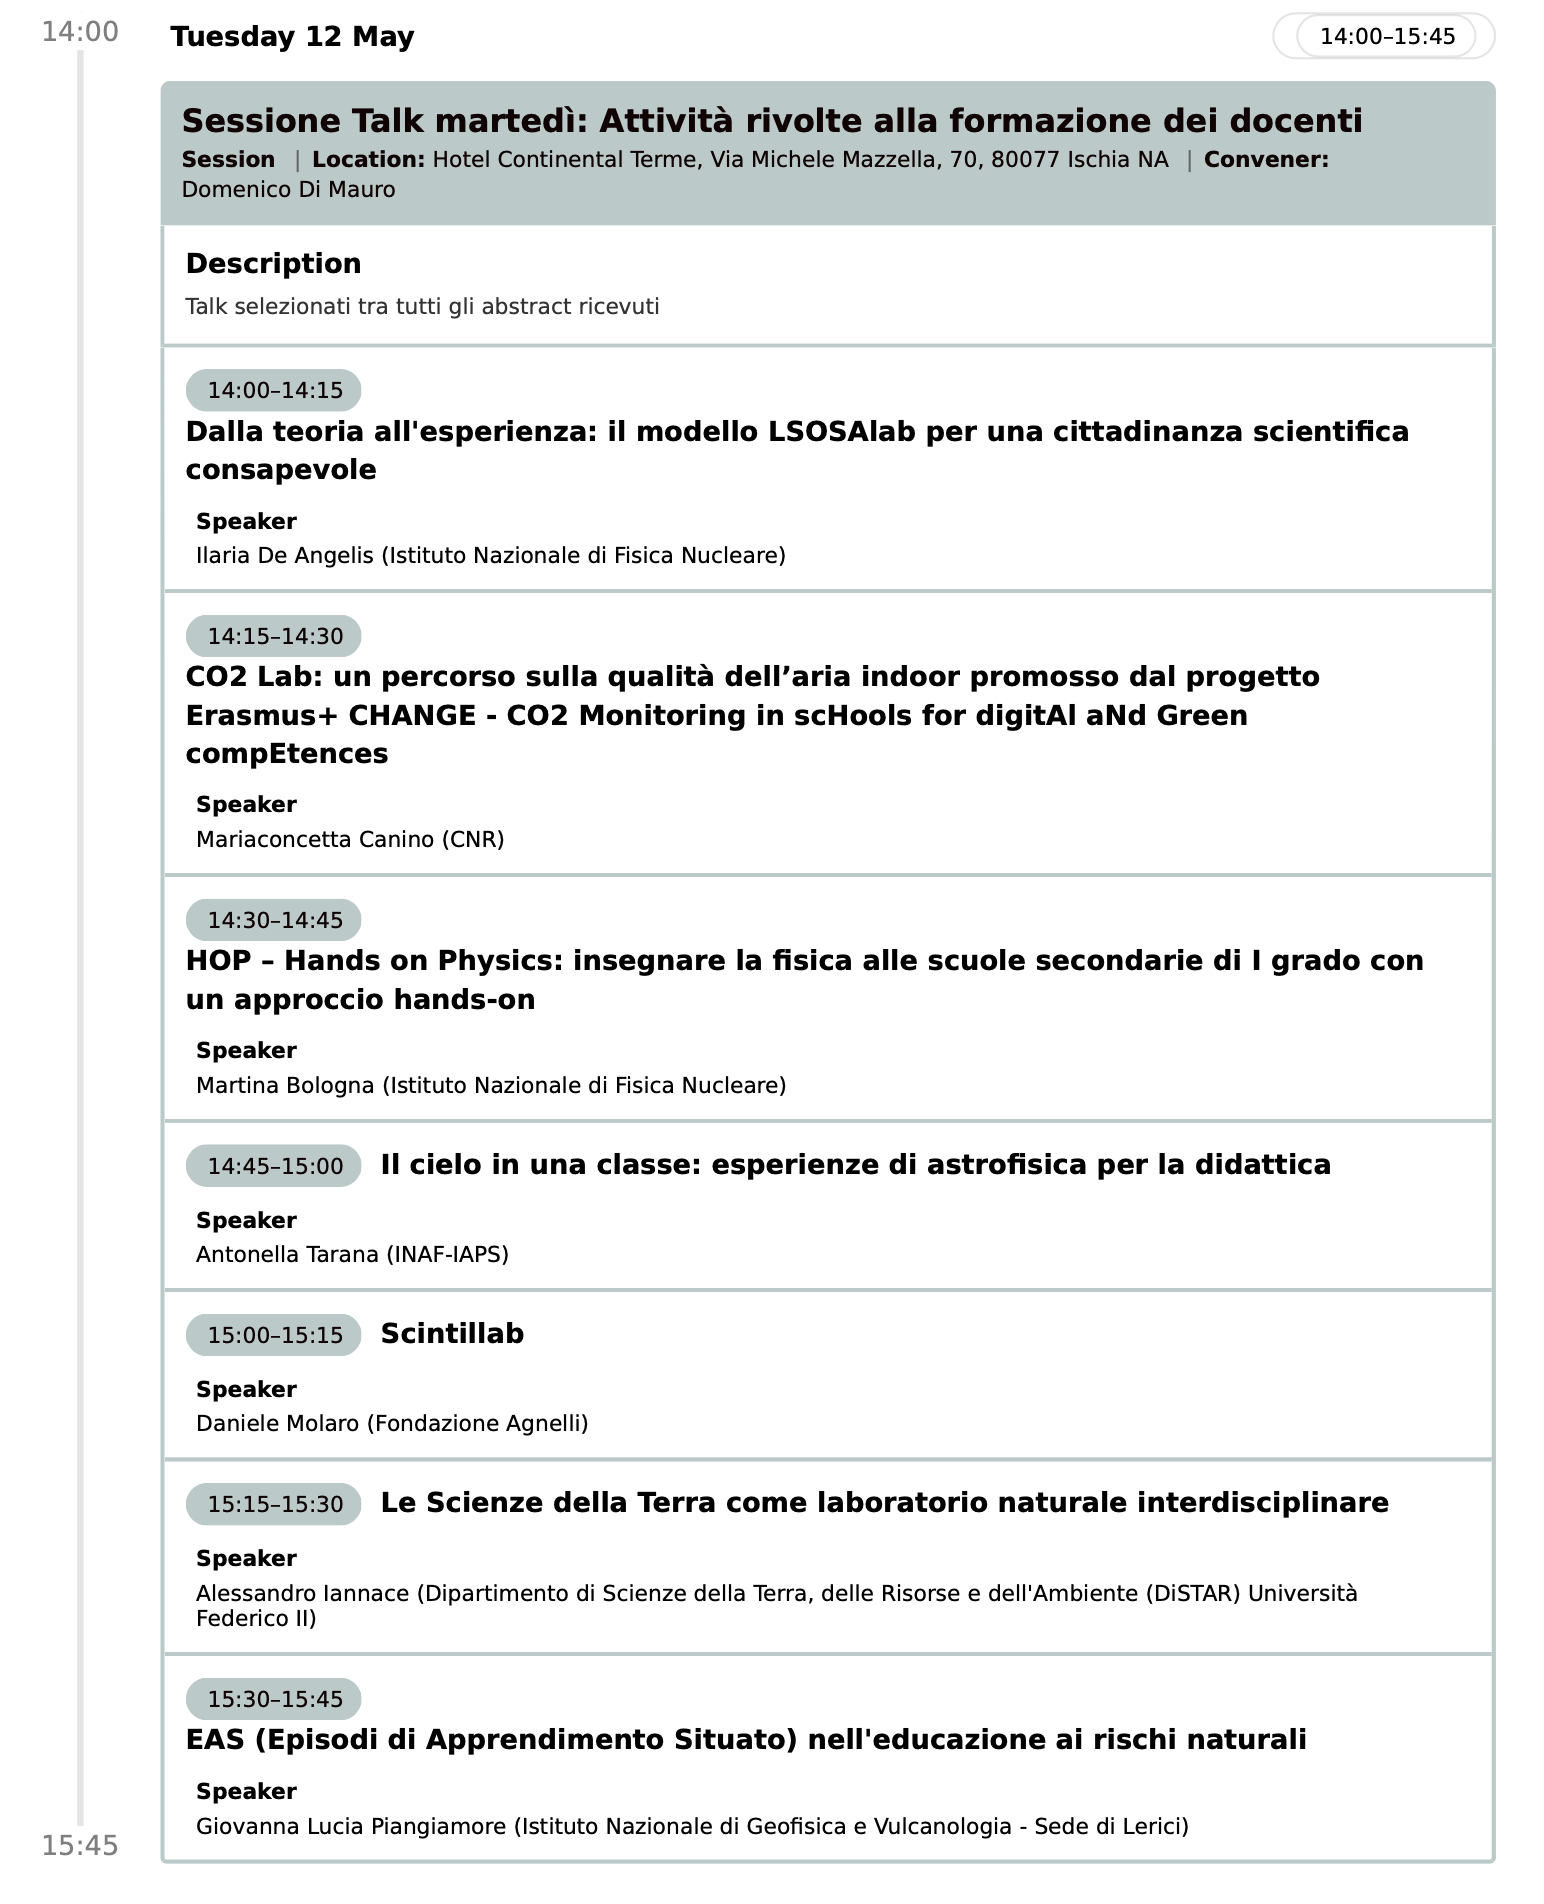 14:00
Tuesday 12 May
14:00–15:45
Sessione Talk martedì: Attività rivolte alla formazione dei docenti
Session | Location: Hotel Continental Terme, Via Michele Mazzella, 70, 80077 Ischia NA | Convener:
Domenico Di Mauro
Description
Talk selezionati tra tutti gli abstract ricevuti
14:00–14:15
Dalla teoria all'esperienza: il modello LSOSAlab per una cittadinanza scientifica
consapevole
Speaker
Ilaria De Angelis (Istituto Nazionale di Fisica Nucleare)
14:15–14:30
CO2 Lab: un percorso sulla qualità dell’aria indoor promosso dal progetto
Erasmus+ CHANGE - CO2 Monitoring in scHools for digitAl aNd Green
compEtences
Speaker
Mariaconcetta Canino (CNR)
14:30–14:45
HOP – Hands on Physics: insegnare la fisica alle scuole secondarie di I grado con
un approccio hands-on
Speaker
Martina Bologna (Istituto Nazionale di Fisica Nucleare)
14:45–15:00 Il cielo in una classe: esperienze di astrofisica per la didattica
Speaker
Antonella Tarana (INAF-IAPS)
15:00–15:15 Scintillab
Speaker
Daniele Molaro (Fondazione Agnelli)
15:15–15:30 Le Scienze della Terra come laboratorio naturale interdisciplinare
Speaker
Alessandro Iannace (Dipartimento di Scienze della Terra, delle Risorse e dell'Ambiente (DiSTAR) Università
Federico II)
15:30–15:45
EAS (Episodi di Apprendimento Situato) nell'educazione ai rischi naturali
Speaker
Giovanna Lucia Piangiamore (Istituto Nazionale di Geofisica e Vulcanologia - Sede di Lerici)
15:45